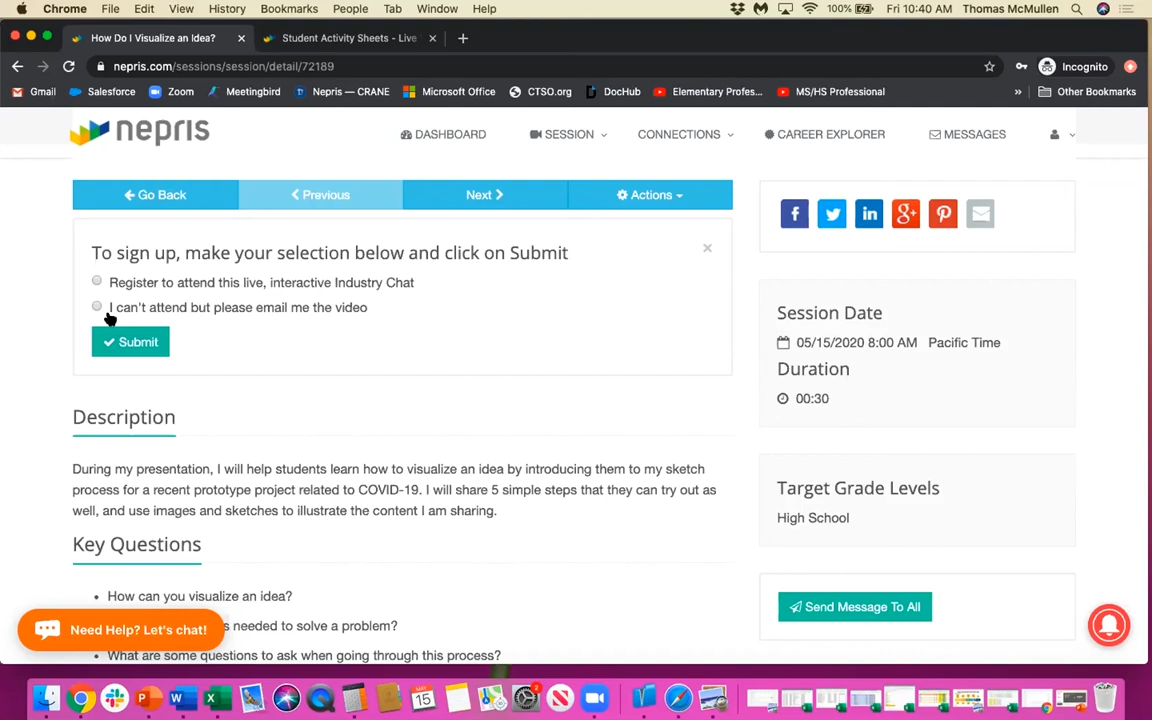 Chrome File Edit View History Bookmarks People Tab Window Help 100% Fri 10:40 AM Thomas McMullen
How Do I Visualize an Idea? Student Activity Sheets - Live
nepris.com/sessions/session/detail/72189 Incognito
Gmail Salesforce Zoom Meetingbird Nepris — CRANE Microsoft Office CTSO.org DocHub Elementary Profes... MS/HS Professional » Other Bookmarks
nepris DASHBOARD SESSION CONNECTIONS CAREER EXPLORER MESSAGES
Go Back Previous Next Actions
To sign up, make your selection below and click on Submit
Register to attend this live, interactive Industry Chat
I can't attend but please email me the video
Submit
Session Date
05/15/2020 8:00 AM Pacific Time
Duration
00:30
Description
During my presentation, I will help students learn how to visualize an idea by introducing them to my sketch
process for a recent prototype project related to COVID-19. I will share 5 simple steps that they can try out as
well, and use images and sketches to illustrate the content I am sharing.
Target Grade Levels
High School
Key Questions
How can you visualize an idea?
s needed to solve a problem?
What are some questions to ask when going through this process?
Send Message To All
Need Help? Let's chat!
MAY
15